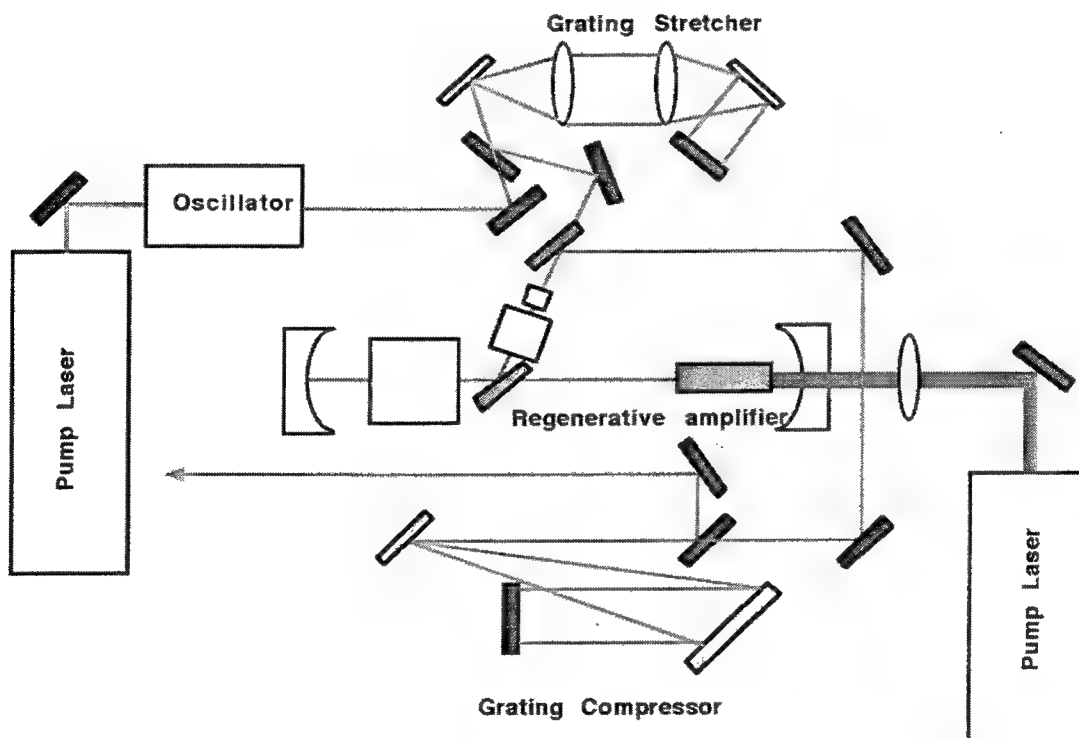 Grating Stretcher
Oscillator
Pump Laser
Regenerative amplifier
Pump Laser
Grating Compressor